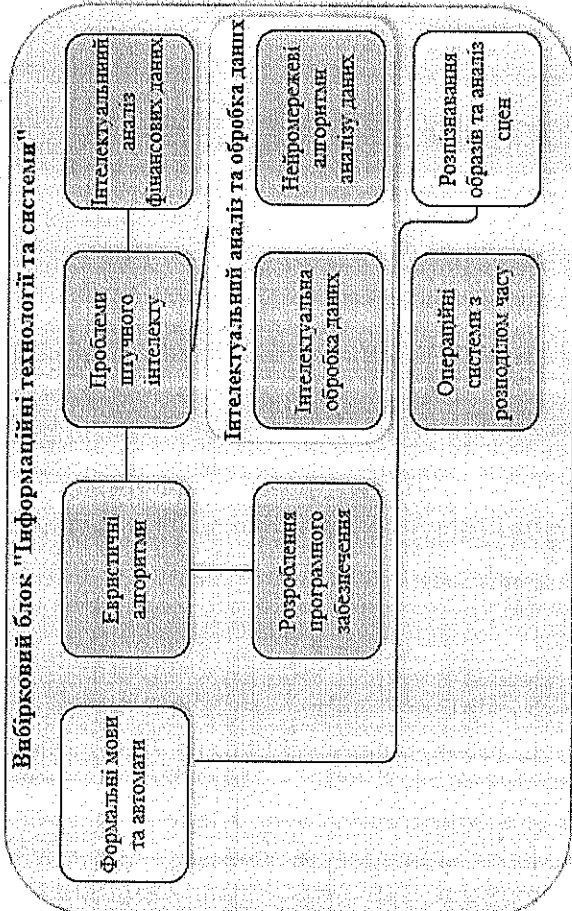 Вибірковий блок "Інформаційні технології та системи"
Формальні мови
та автомати
Евристичні
алгоритми
Проблеми
штучного
інтелекту
Інтелектуальний
аналіз
фінансових даних
Розроблення
програмного
забезпечення
Інтелектуальний аналіз та обробка даних
Інтелектуальна
обробка даних
Нейромережеві
алгоритми
аналізу даних
Операційні
системи з
розподілом часу
Розпізнавання
образів та аналіз
сцен